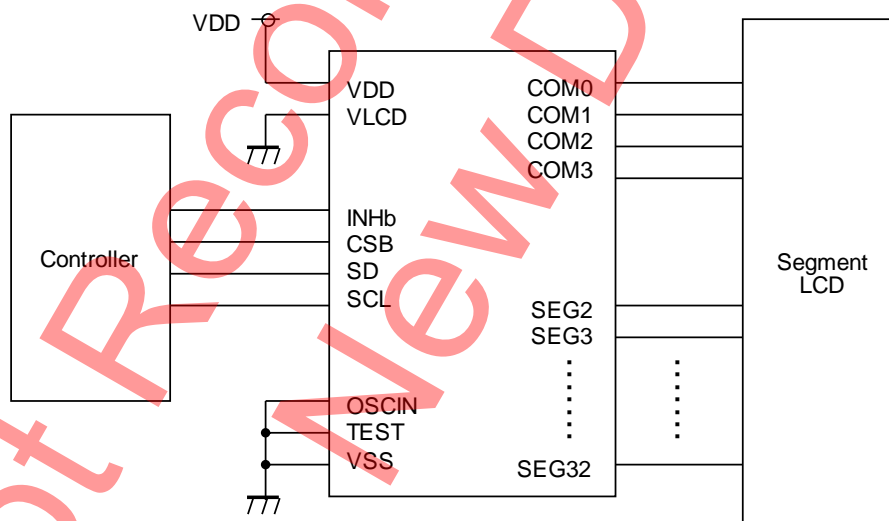 VDD
VDD
VLCD
INHb
CSB
SD
SCL
OSCIN
TEST
VSS
COM0
COM1
COM2
COM3
SEG2
SEG3
SEG32
Controller
Segment
LCD
New